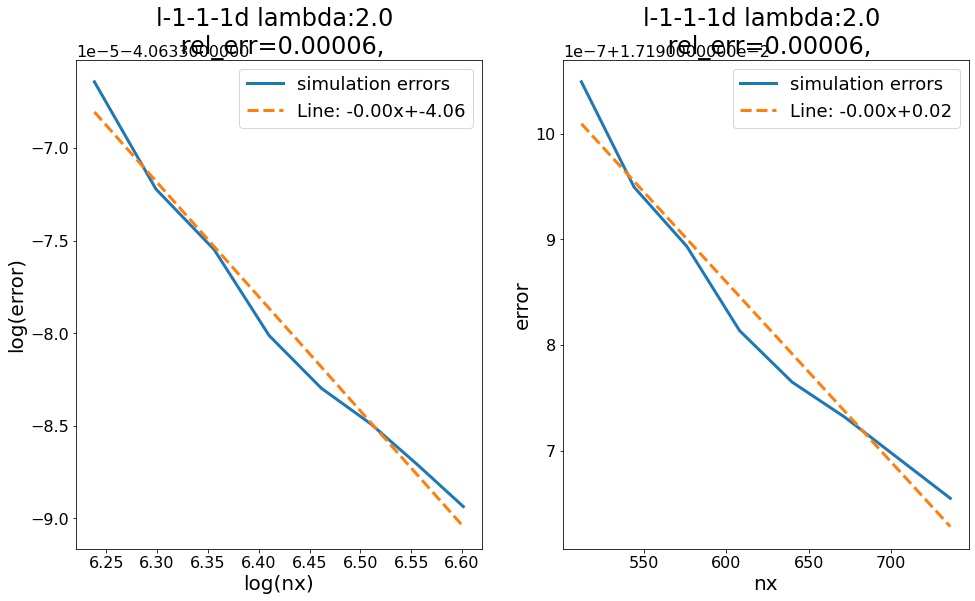 l-1-1-1d lambda:2.0
rel_err=0.00006,
1e−5−4.0633000000
simulation errors
Line: -0.00x+-4.06
−7.0
−7.5
−8.0
−8.5
−9.0
log(error)
6.25 6.30 6.35 6.40 6.45 6.50 6.55 6.60
log(nx)
l-1-1-1d lambda:2.0
rel_err=0.00006,
1e−7+1.7190000000e−2
simulation errors
Line: -0.00x+0.02
10
9
8
7
error
550 600 650 700
nx